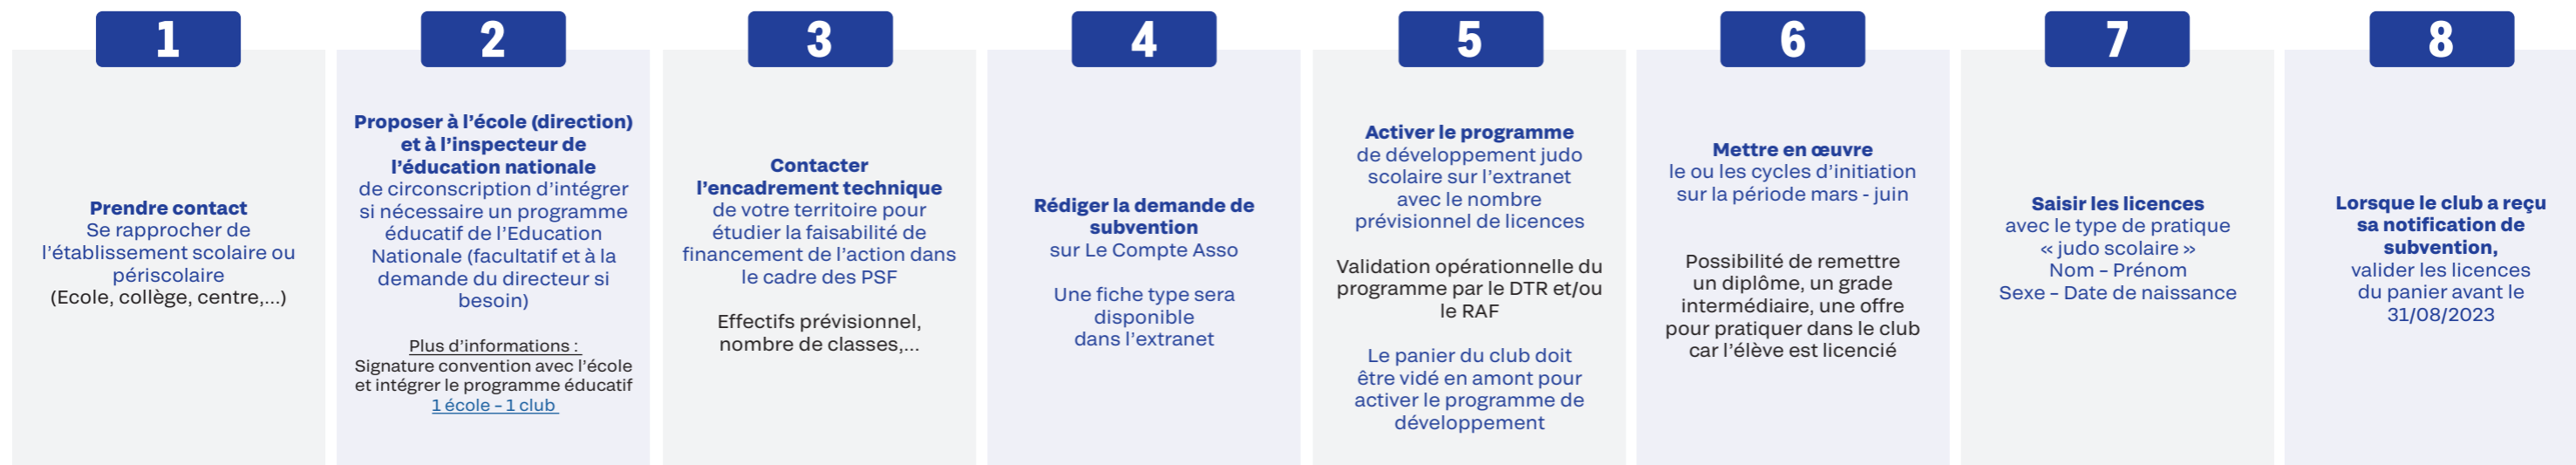 1
Prendre contact
Se rapprocher de
l'établissement scolaire ou
périscolaire
(Ecole, collège, centre,...)
2
Proposer à l'école (direction)
et à l'inspecteur de
l'éducation nationale
de circonscription d'intégrer
si nécessaire un programme
éducatif de l'Education
Nationale (facultatif et à la
demande du directeur si
besoin)
Plus d'informations :
Signature convention avec l'école
et intégrer le programme éducatif
1 école – 1 club
3
Contacter
l'encadrement technique
de votre territoire pour
étudier la faisabilité de
financement de l'action dans
le cadre des PSF
Effectifs prévisionnel,
nombre de classes,...
4
Rédiger la demande de
subvention
sur Le Compte Asso
Une fiche type sera
disponible
dans l'extranet
5
Activer le programme
de développement judo
scolaire sur l'extranet
avec le nombre
prévisionnel de licences
Validation opérationnelle du
programme par le DTR et/ou
le RAF
Le panier du club doit
être vidé en amont pour
activer le programme de
développement
6
Mettre en œuvre
le ou les cycles d'initiation
sur la période mars - juin
Possibilité de remettre
un diplôme, un grade
intermédiaire, une offre
pour pratiquer dans le club
car l'élève est licencié
7
Saisir les licences
avec le type de pratique
« judo scolaire »
Nom – Prénom
Sexe – Date de naissance
8
Lorsque le club a reçu
sa notification de
subvention,
valider les licences
du panier avant le
31/08/2023